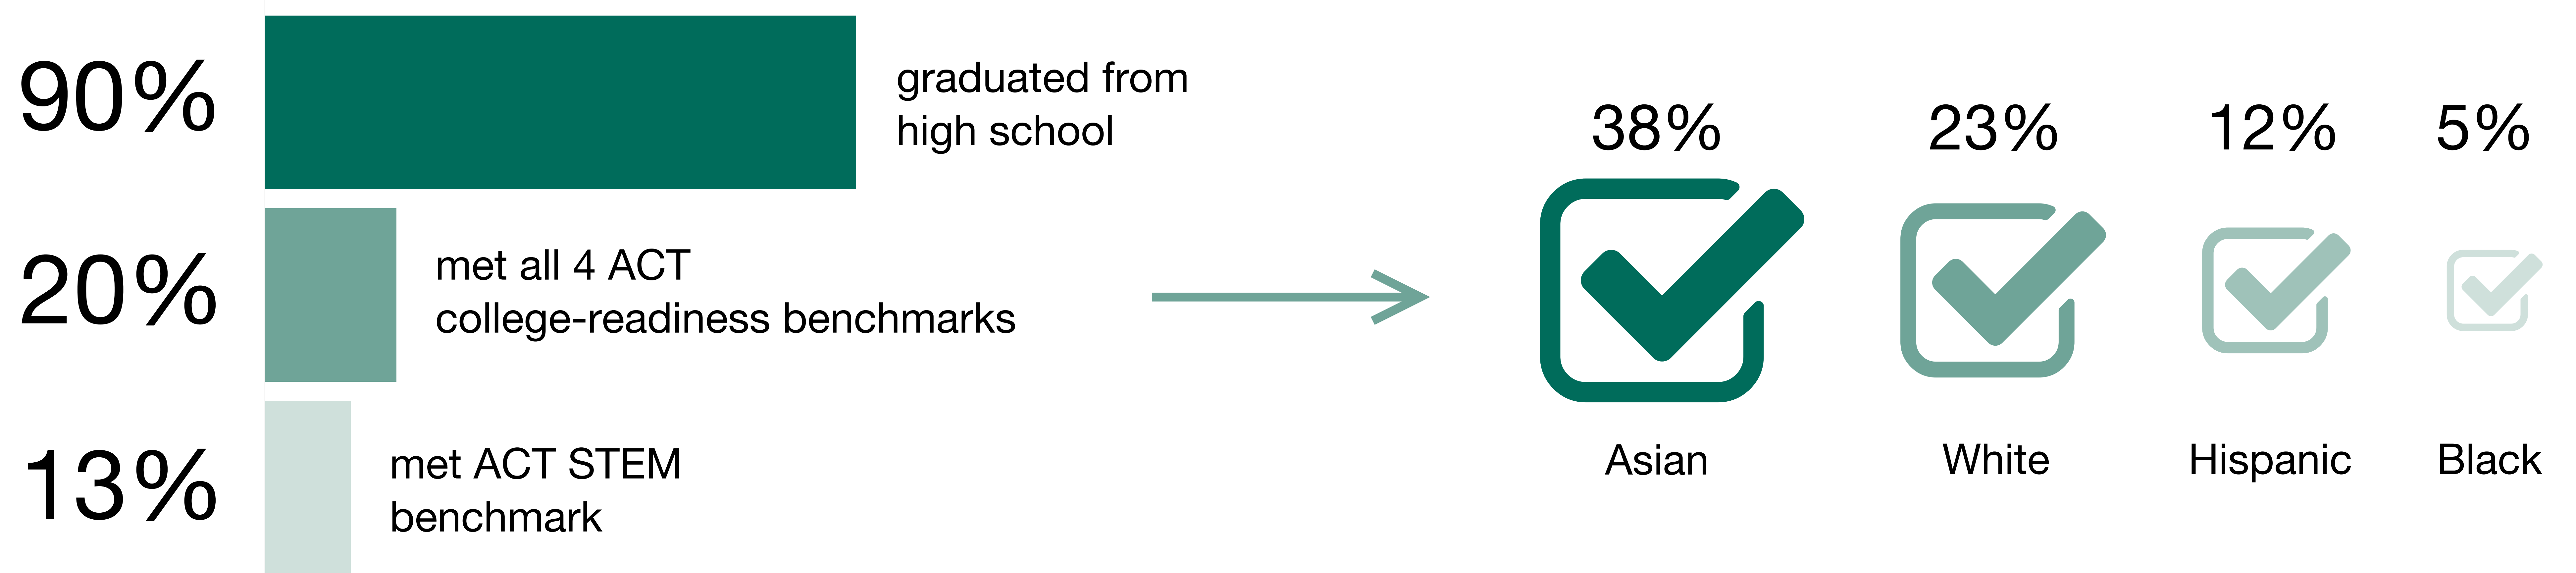 90%
graduated from
high school
20%
met all 4 ACT
college-readiness benchmarks
13%
met ACT STEM
benchmark
38%
23%
12%
5%
Asian
White
Hispanic
Black